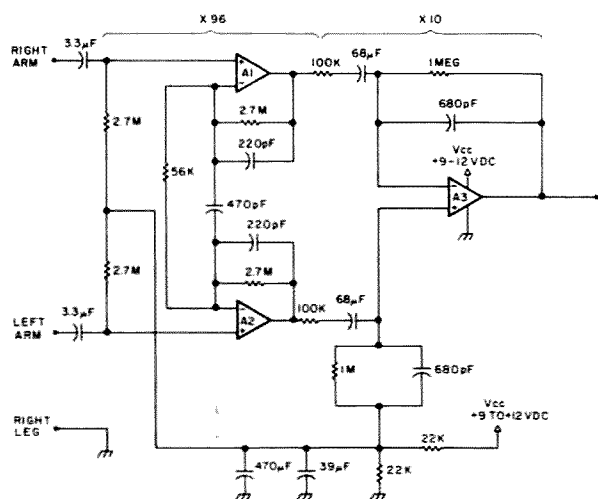 X 96
X 10
RIGHT
ARM
3.3µF
A1
100K
68µF
1MEG
2.7M
2.7M
220pF
680pF
56K
470pF
Vcc
+9-12VDC
A3
220pF
2.7M
2.7M
LEFT
ARM
3.3µF
A2
100K
68µF
1M
680pF
RIGHT
LEG
Vcc
+9 TO +12VDC
22K
470µF
39µF
22K